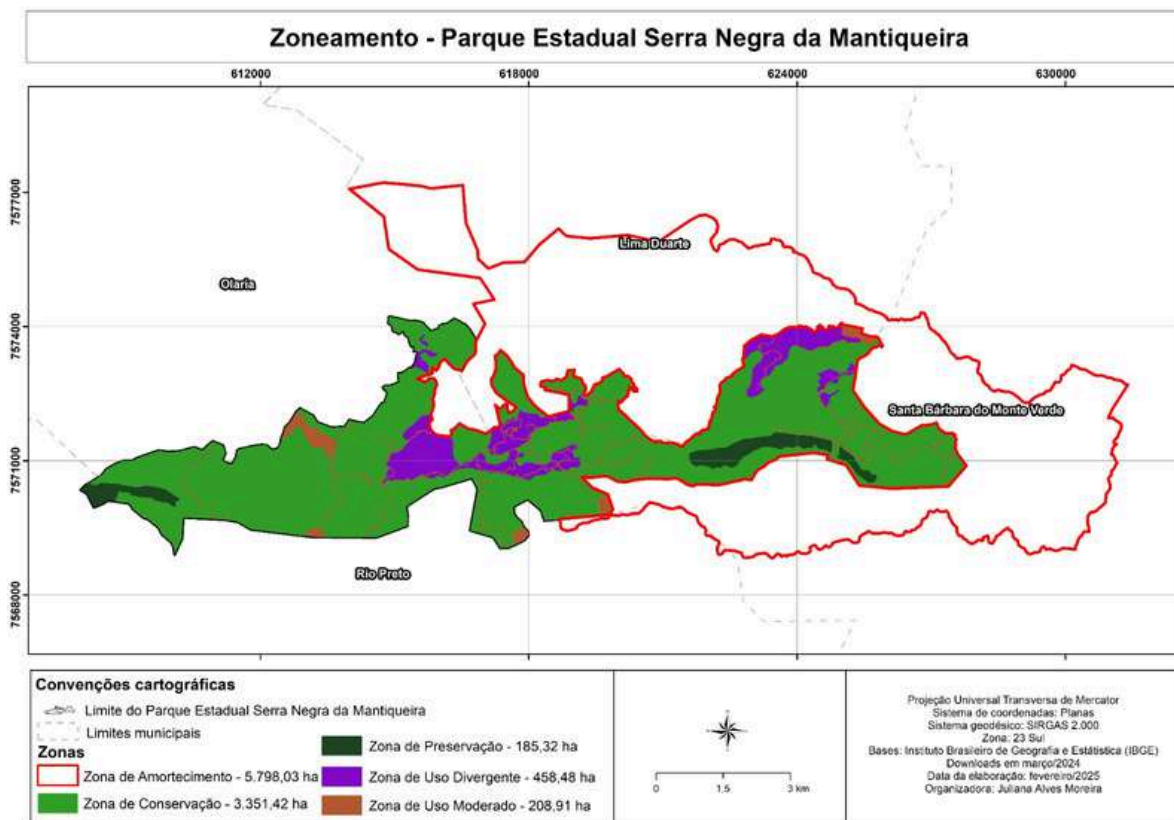 Zoneamento - Parque Estadual Serra Negra da Mantiqueira
612000 618000 624000 630000
7577000
Lima Duarte
Olaria
7574000
Santa Bárbara do Monte Verde
7571000
Rio Preto
7568000
Convenções cartográficas
Limite do Parque Estadual Serra Negra da Mantiqueira
Limites municipais
Zonas
Zona de Amortecimento - 5.798,03 ha
Zona de Conservação - 3.351,42 ha
Zona de Preservação - 185,32 ha
Zona de Uso Divergente - 458,48 ha
Zona de Uso Moderado - 208,91 ha
0 1.5 3 km
Projeção Universal Transversa de Mercator
Sistema de coordenadas: Planas
Sistema geodésico: SIRGAS 2.000
Zona: 23 Sul
Bases: Instituto Brasileiro de Geografia e Estátistica (IBGE)
Downloads em março/2024
Data da elaboração: fevereiro/2025
Organizadora: Juliana Alves Moreira